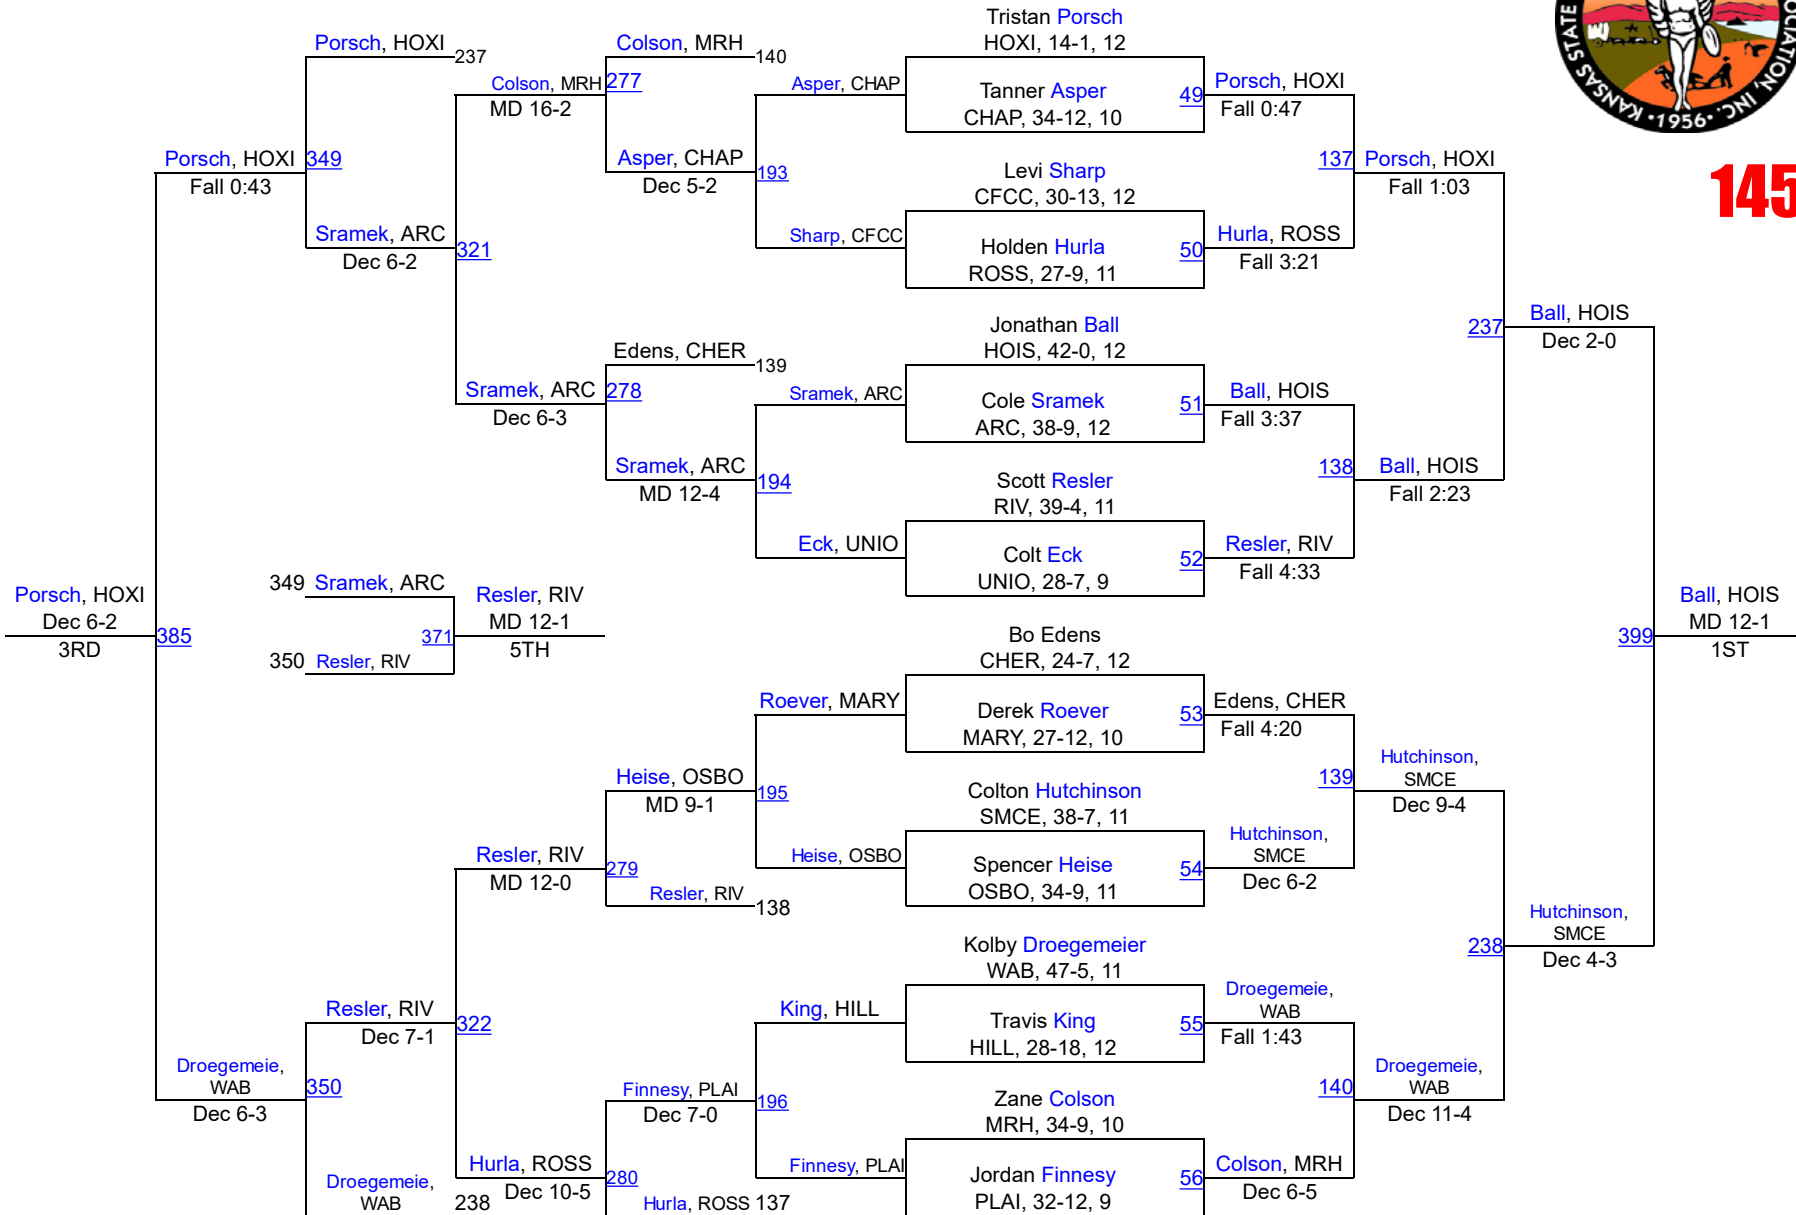 Tristan Porsch
HOXI, 14-1, 12
Porsch, HOXI
237
Colson, MRH
140
Colson, MRH
277
MD 16-2
Asper, CHAP
Tanner Asper
CHAP, 34-12, 10
49
Porsch, HOXI
Fall 0:47
KANSAS STATE
OCIATION, INC.
•1956•
Porsch, HOXI
349
Fall 0:43
Asper, CHAP
Dec 5-2
193
Levi Sharp
CFCC, 30-13, 12
137
Porsch, HOXI
Fall 1:03
145
Sramek, ARC
Dec 6-2
321
Sharp, CFCC
Holden Hurla
ROSS, 27-9, 11
50
Hurla, ROSS
Fall 3:21
Jonathan Ball
HOIS, 42-0, 12
237
Ball, HOIS
Dec 2-0
Edens, CHER
139
Sramek, ARC
278
Dec 6-3
Sramek, ARC
Cole Sramek
ARC, 38-9, 12
51
Ball, HOIS
Fall 3:37
Sramek, ARC
MD 12-4
194
Scott Resler
RIV, 39-4, 11
138
Ball, HOIS
Fall 2:23
Eck, UNIO
Colt Eck
UNIO, 28-7, 9
52
Resler, RIV
Fall 4:33
Porsch, HOXI
Dec 6-2
3RD
385
349 Sramek, ARC
371
350 Resler, RIV
Resler, RIV
MD 12-1
5TH
399
Ball, HOIS
MD 12-1
1ST
Bo Edens
CHER, 24-7, 12
Roever, MARY
Derek Roever
MARY, 27-12, 10
53
Edens, CHER
Fall 4:20
Heise, OSBO
MD 9-1
195
Colton Hutchinson
SMCE, 38-7, 11
139
Hutchinson,
SMCE
Dec 9-4
Resler, RIV
MD 12-0
279
Heise, OSBO
Spencer Heise
OSBO, 34-9, 11
54
Hutchinson,
SMCE
Dec 6-2
Resler, RIV
138
Kolby Droegemeier
WAB, 47-5, 11
238
Hutchinson,
SMCE
Dec 4-3
Resler, RIV
Dec 7-1
322
King, HILL
Travis King
HILL, 28-18, 12
55
Droegemeie,
WAB
Fall 1:43
Droegemeie,
WAB
Dec 6-3
350
Finnesy, PLAI
Dec 7-0
196
Zane Colson
MRH, 34-9, 10
140
Droegemeie,
WAB
Dec 11-4
Droegemeie,
WAB
238
Hurla, ROSS
Dec 10-5
280
Hurla, ROSS 137
Finnesy, PLAI
Jordan Finnesy
PLAI, 32-12, 9
56
Colson, MRH
Dec 6-5